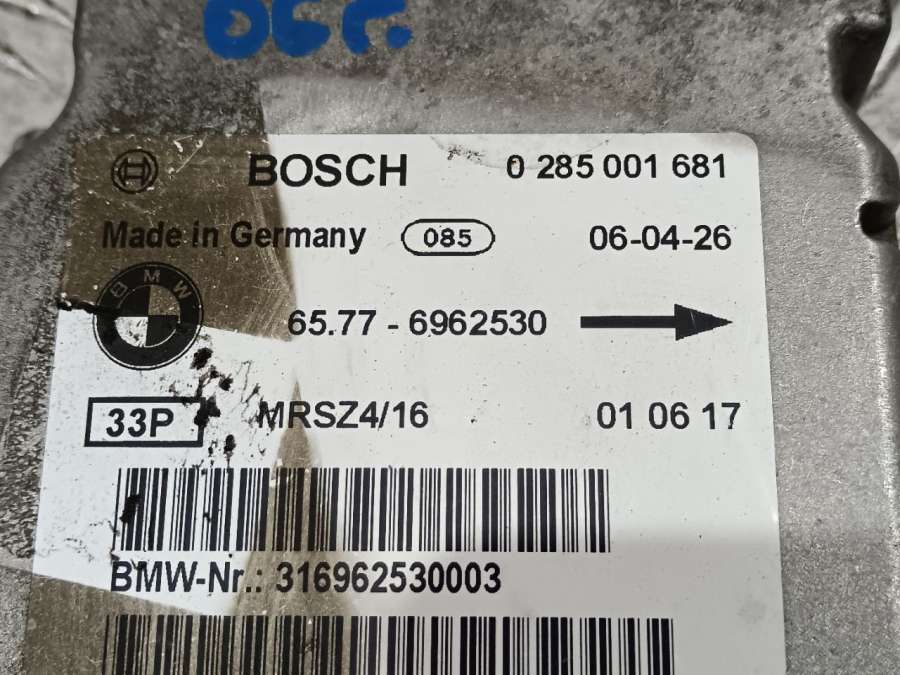 BOSCH 0 285 001 681
Made in Germany 085 06-04-26
BMW
65.77 - 6962530
33P MRSZ4/16 01 06 17
BMW-Nr.: 316962530003